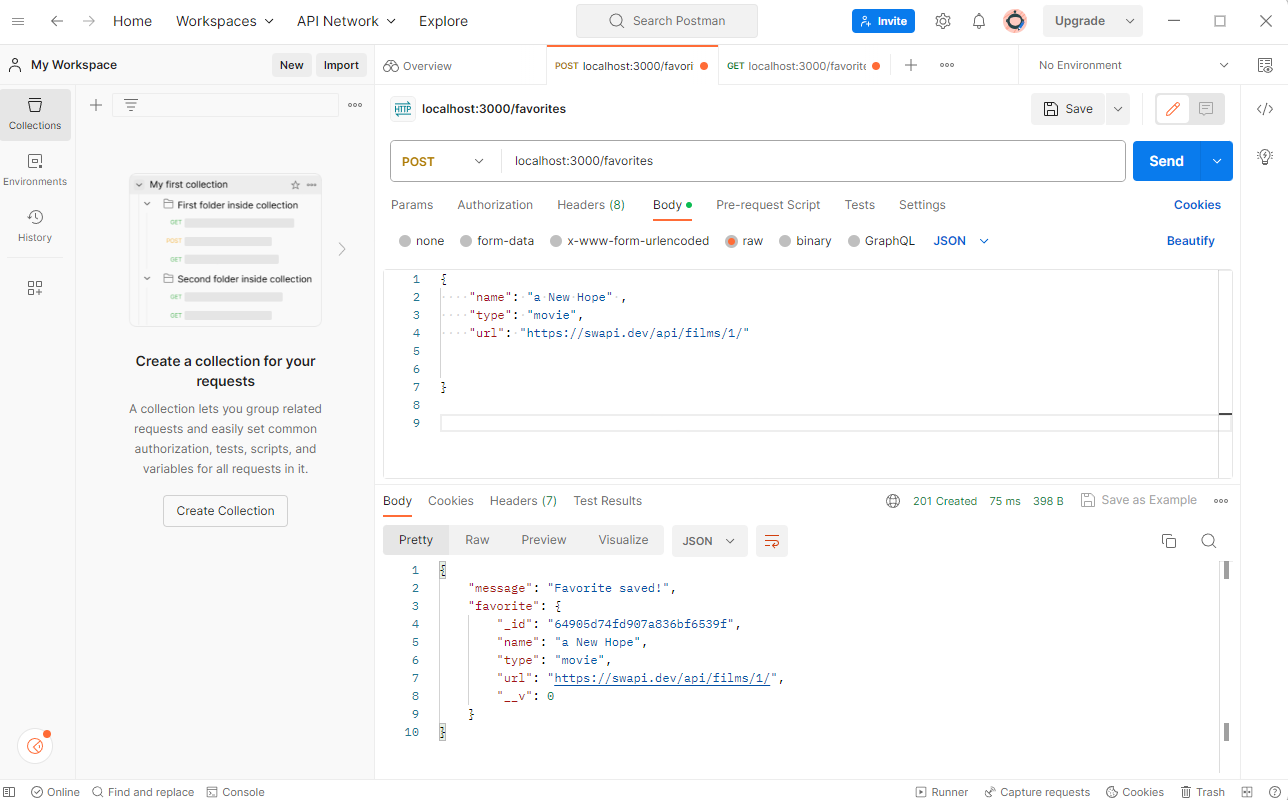 Home Workspaces API Network Explore Search Postman Invite Upgrade
My Workspace New Import Overview POST localhost:3000/favori GET localhost:3000/favorite No Environment
Collections
Environments
History
My first collection
First folder inside collection
GET
POST
GET
Second folder inside collection
GET
GET
Create a collection for your
requests
A collection lets you group related
requests and easily set common
authorization, tests, scripts, and
variables for all requests in it.
Create Collection
HTTP localhost:3000/favorites Save
POST localhost:3000/favorites Send
Params Authorization Headers (8) Body Pre-request Script Tests Settings Cookies
none form-data x-www-form-urlencoded raw binary GraphQL JSON Beautify
1 {
2 "name": "a New Hope" ,
3 "type": "movie",
4 "url": "https://swapi.dev/api/films/1/"
5
6
7 }
8
9
Body Cookies Headers (7) Test Results 201 Created 75 ms 398 B Save as Example
Pretty Raw Preview Visualize JSON
1 {
2 "message": "Favorite saved!",
3 "favorite": {
4 "_id": "64905d74fd907a836bf6539f",
5 "name": "a New Hope",
6 "type": "movie",
7 "url": "https://swapi.dev/api/films/1/",
8 "__v": 0
9 }
10 }
Online Find and replace Console Runner Capture requests Cookies Trash